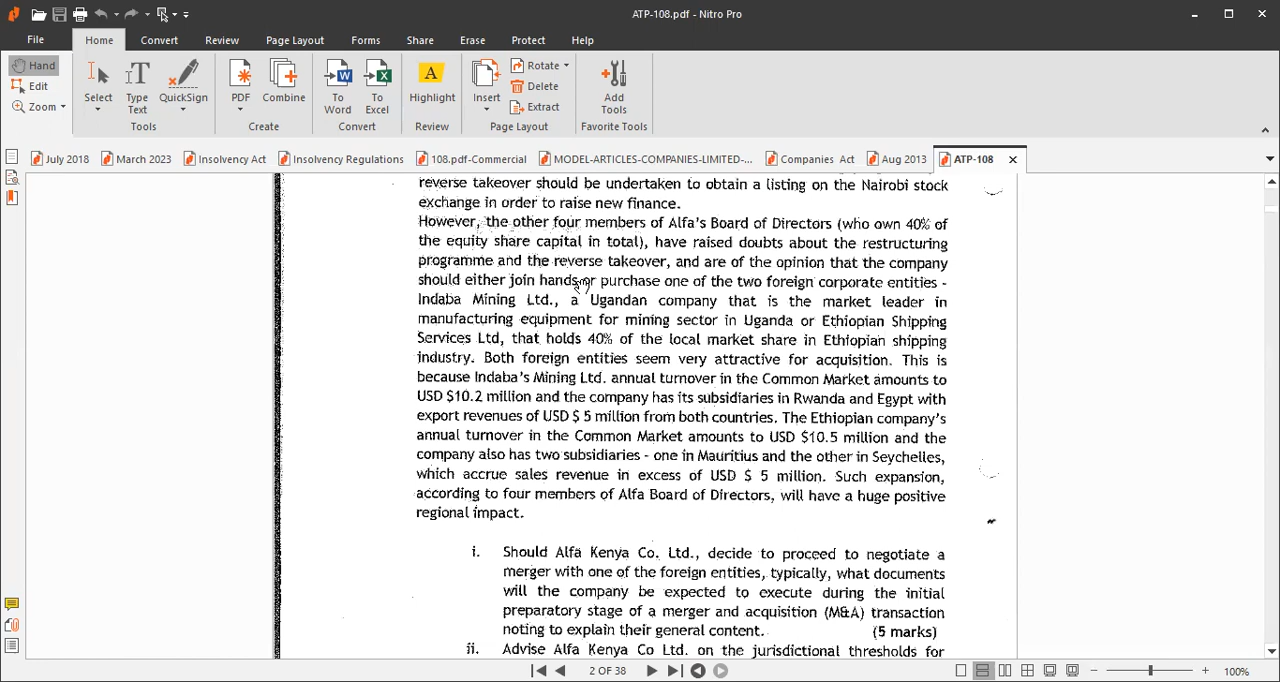 ATP-108.pdf - Nitro Pro
File Home Convert Review Page Layout Forms Share Erase Protect Help
Hand
Edit
Zoom
Select
Type Text
QuickSign
Tools
PDF
Combine
Create
To Word
To Excel
Convert
Highlight
Review
Insert
Rotate
Delete
Extract
Page Layout
Add Tools
Favorite Tools
July 2018 March 2023 Insolvency Act Insolvency Regulations 108.pdf-Commercial MODEL-ARTICLES-COMPANIES-LIMITED-... Companies Act Aug 2013 ATP-108
reverse takeover should be undertaken to obtain a listing on the Nairobi stock
exchange in order to raise new finance.
However, the other four members of Alfa's Board of Directors (who own 40% of
the equity share capital in total), have raised doubts about the restructuring
programme and the reverse takeover, and are of the opinion that the company
should either join hands or purchase one of the two foreign corporate entities -
Indaba Mining Ltd., a Ugandan company that is the market leader in
manufacturing equipment for mining sector in Uganda or Ethiopian Shipping
Services Ltd, that holds 40% of the local market share in Ethiopian shipping
industry. Both foreign entities seem very attractive for acquisition. This is
because Indaba's Mining Ltd. annual turnover in the Common Market amounts to
USD $10.2 million and the company has its subsidiaries in Rwanda and Egypt with
export revenues of USD $ 5 million from both countries. The Ethiopian company's
annual turnover in the Common Market amounts to USD $10.5 million and the
company also has two subsidiaries - one in Mauritius and the other in Seychelles,
which accrue sales revenue in excess of USD $ 5 million. Such expansion,
according to four members of Alfa Board of Directors, will have a huge positive
regional impact.
i. Should Alfa Kenya Co. Ltd., decide to proceed to negotiate a
merger with one of the foreign entities, typically, what documents
will the company be expected to execute during the initial
preparatory stage of a merger and acquisition (M&A) transaction
noting to explain their general content. (5 marks)
ii. Advise Alfa Kenya Co Ltd. on the jurisdictional thresholds for
2 OF 38
100%